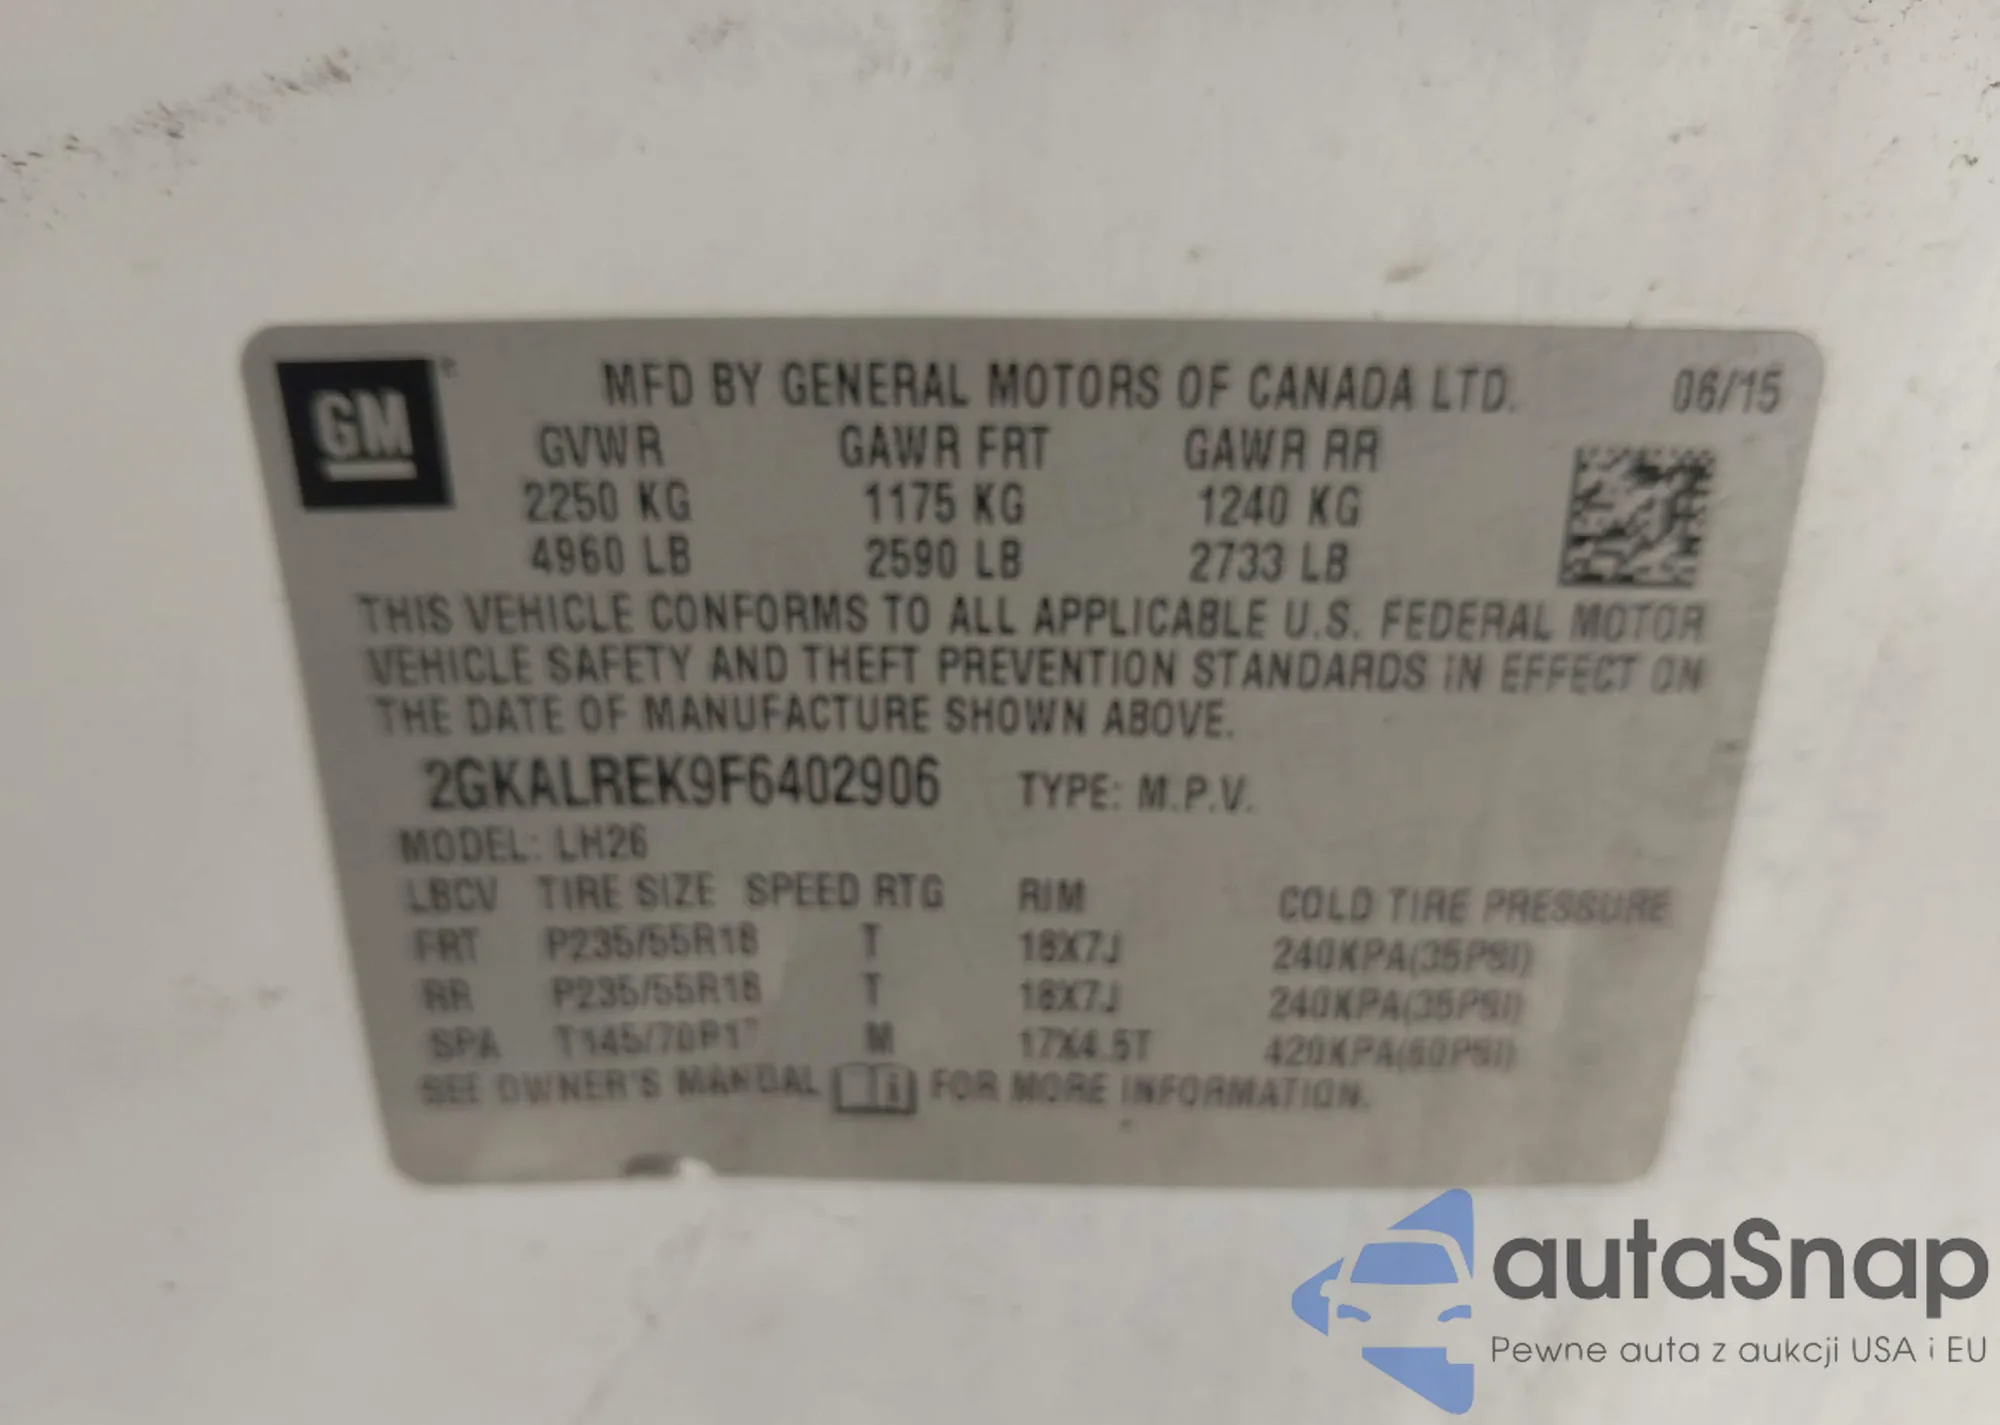 GM
MFD BY GENERAL MOTORS OF CANADA LTD. 06/15
GVWR GAWR FRT GAWR RR
2250 KG 1175 KG 1240 KG
4960 LB 2590 LB 2733 LB
THIS VEHICLE CONFORMS TO ALL APPLICABLE U.S. FEDERAL MOTOR
VEHICLE SAFETY AND THEFT PREVENTION STANDARDS IN EFFECT ON
THE DATE OF MANUFACTURE SHOWN ABOVE.
2GKALREK9F6402906 TYPE: M.P.V.
MODEL: LH26
TIRE SIZE SPEED RTG RIM COLD TIRE PRESSURE
FRT P235/55R18 T 18X7J 240KPA(35PSI)
RR P235/55R18 T 18X7J 240KPA(35PSI)
SPA T145/70R17 M 17X4.5T 420KPA(60PSI)
SEE OWNER'S MANUAL FOR MORE INFORMATION.
autaSnap
Pewne auta z aukcji USA i EU